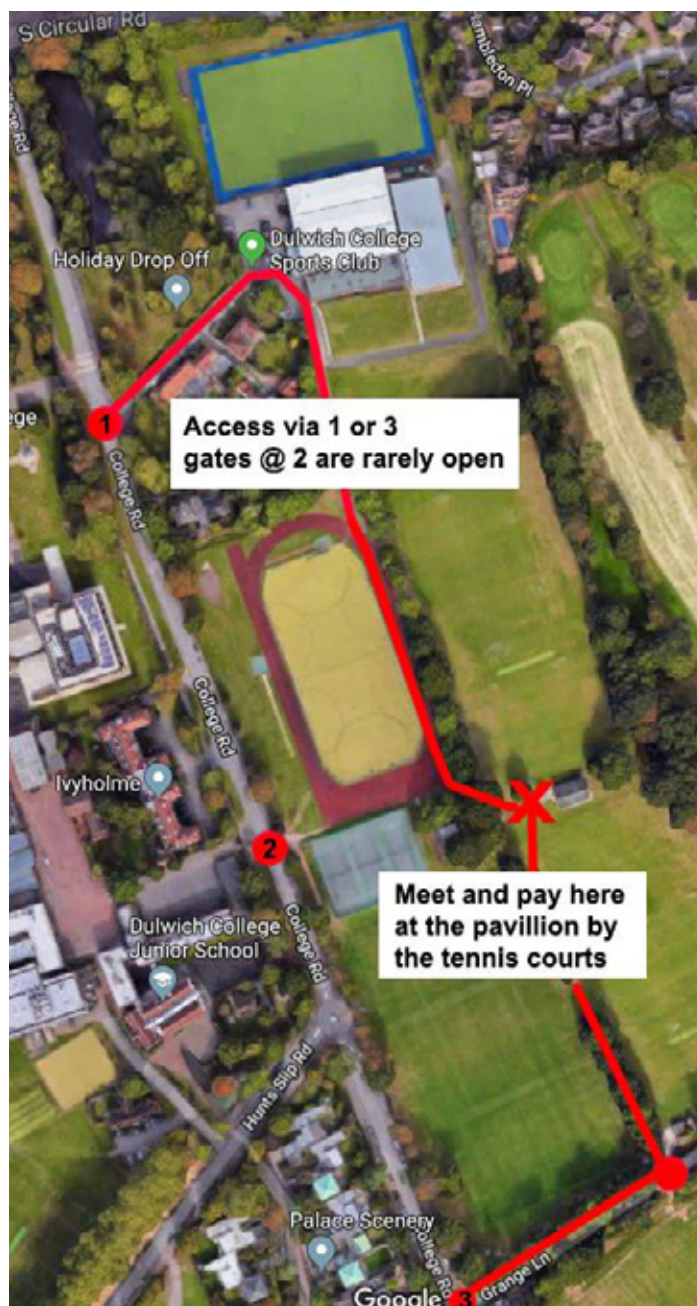 S Circular Rd
Hambledon Pl
College Rd
Dulwich College
Sports Club
Holiday Drop Off
1
ege
Access via 1 or 3
gates @ 2 are rarely open
College Rd
College Rd
Ivyholme
2
Meet and pay here
at the pavillion by
the tennis courts
Dulwich College
Junior School
College Rd
Hunts Slip Rd
Palace Scenery
College Rd
Grange Ln
Google
3